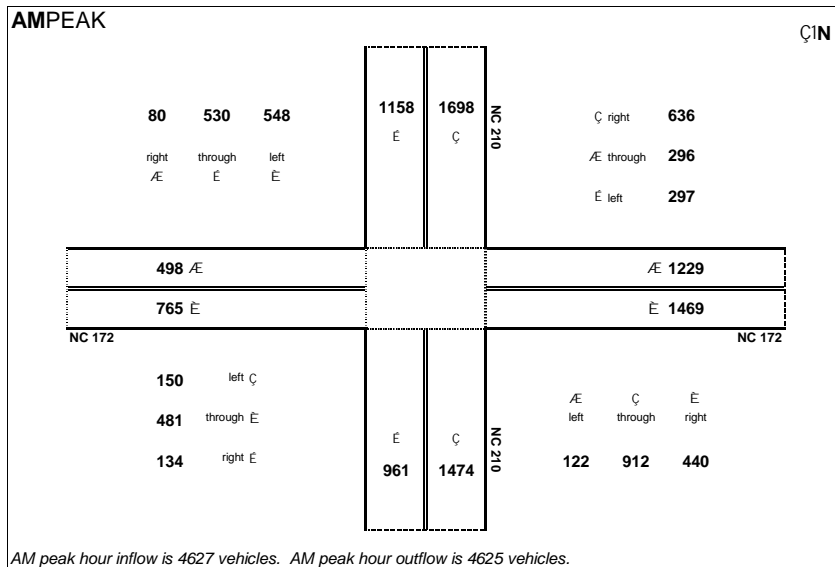 AMPEAK
Ç1N
80 530 548
right through left
Æ É È
1158 1698
É Ç
NC 210
Ç right 636
Æ through 296
É left 297
498 Æ
Æ 1229
765 È
È 1469
NC 172
NC 172
150 left Ç
481 through È
134 right É
É Ç
961 1474
NC 210
Æ Ç È
left through right
122 912 440
AM peak hour inflow is 4627 vehicles. AM peak hour outflow is 4625 vehicles.